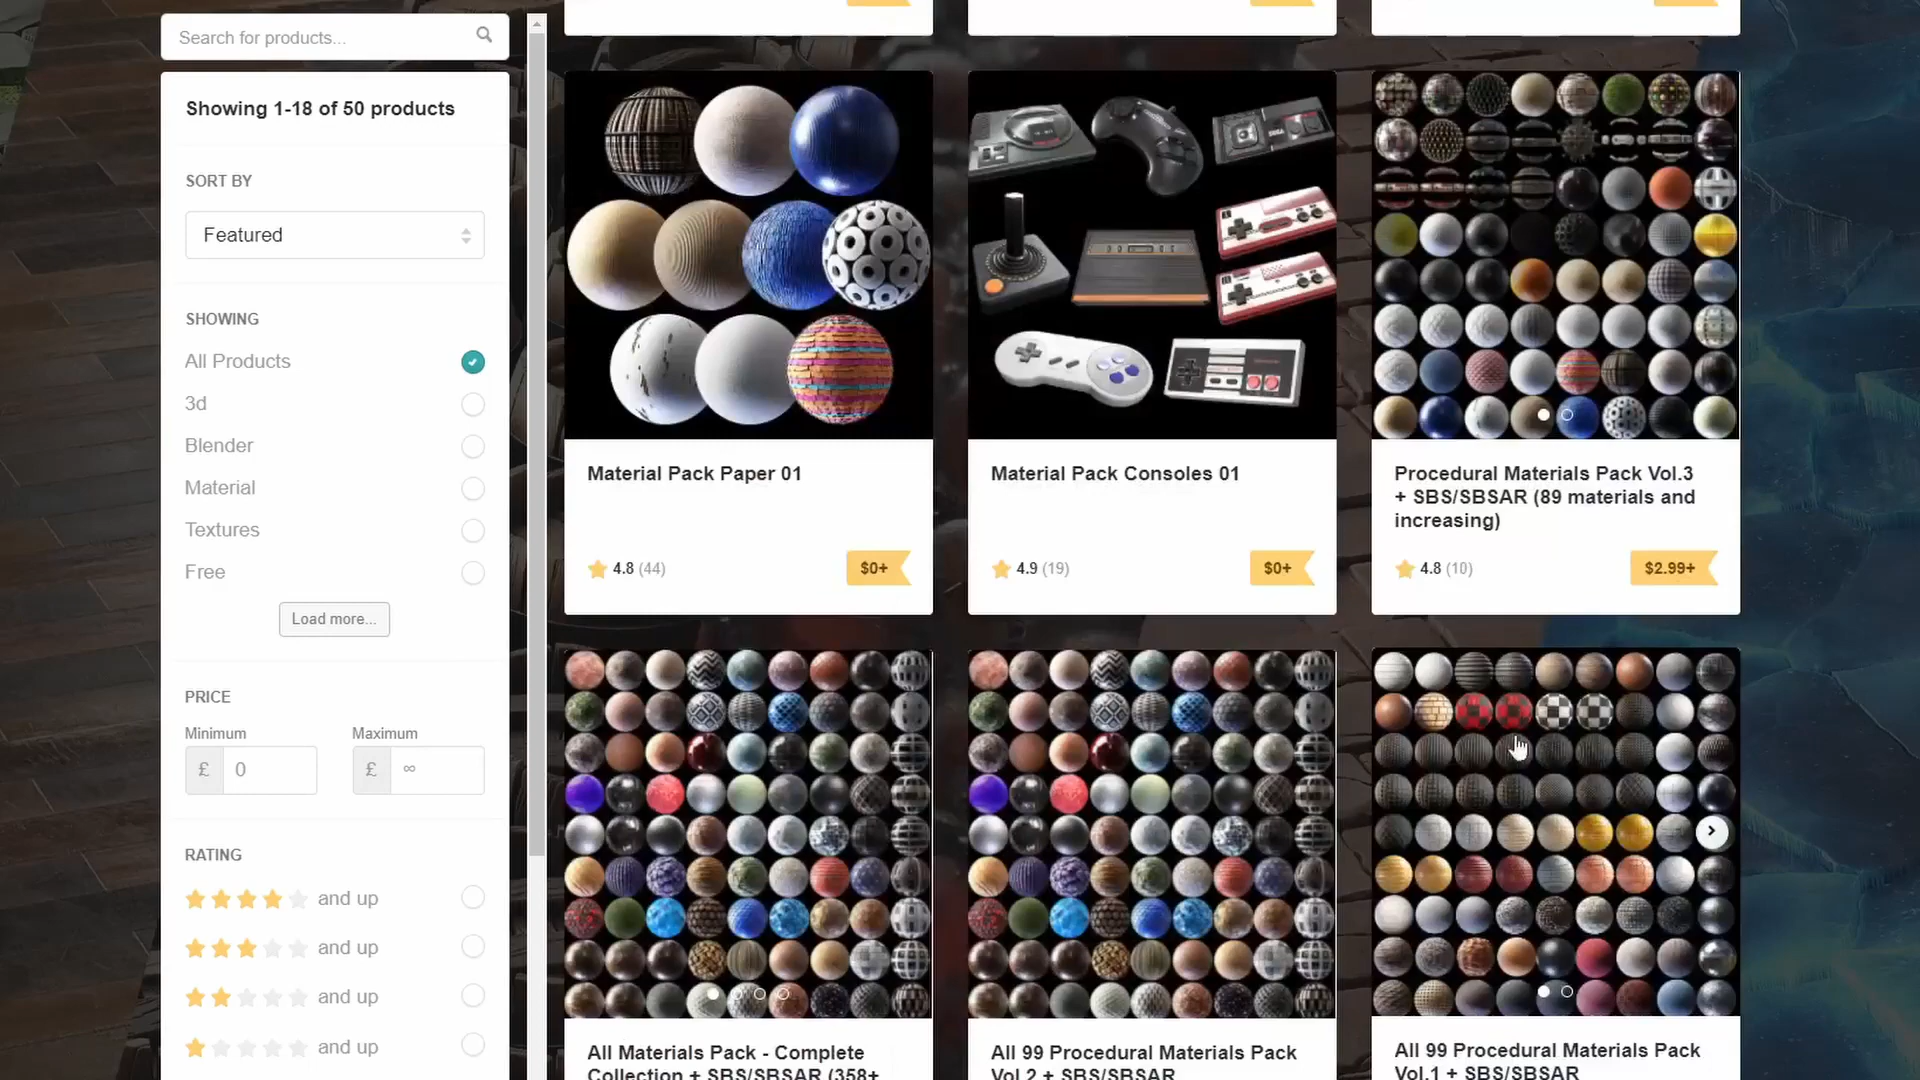 Search for products...
Showing 1-18 of 50 products
SORT BY
Featured
SHOWING
All Products
3d
Blender
Material
Textures
Free
Load more...
PRICE
Minimum
Maximum
£
0
£
∞
RATING
and up
and up
and up
and up
Material Pack Paper 01
4.8 (44)
$0+
Material Pack Consoles 01
4.9 (19)
$0+
Procedural Materials Pack Vol.3
+ SBS/SBSAR (89 materials and
increasing)
4.8 (10)
$2.99+
All Materials Pack - Complete
Collection + SBS/SBSAR (358+
All 99 Procedural Materials Pack
Vol.2 + SBS/SBSAR
All 99 Procedural Materials Pack
Vol.1 + SBS/SBSAR